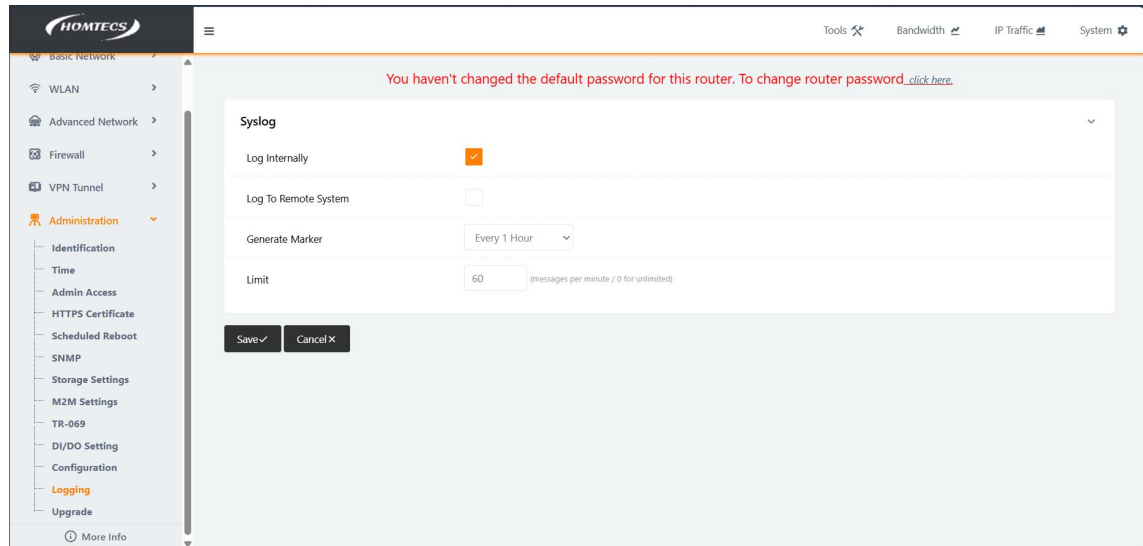 HOMTECS
Tools Bandwidth IP Traffic System
Basic Network
WLAN
Advanced Network
Firewall
VPN Tunnel
Administration
Identification
Time
Admin Access
HTTPS Certificate
Scheduled Reboot
SNMP
Storage Settings
M2M Settings
TR-069
DI/DO Setting
Configuration
Logging
Upgrade
More Info
You haven't changed the default password for this router. To change router password click here.
Syslog
Log Internally
Log To Remote System
Generate Marker Every 1 Hour
Limit 60 (messages per minute / 0 for unlimited)
Save Cancel